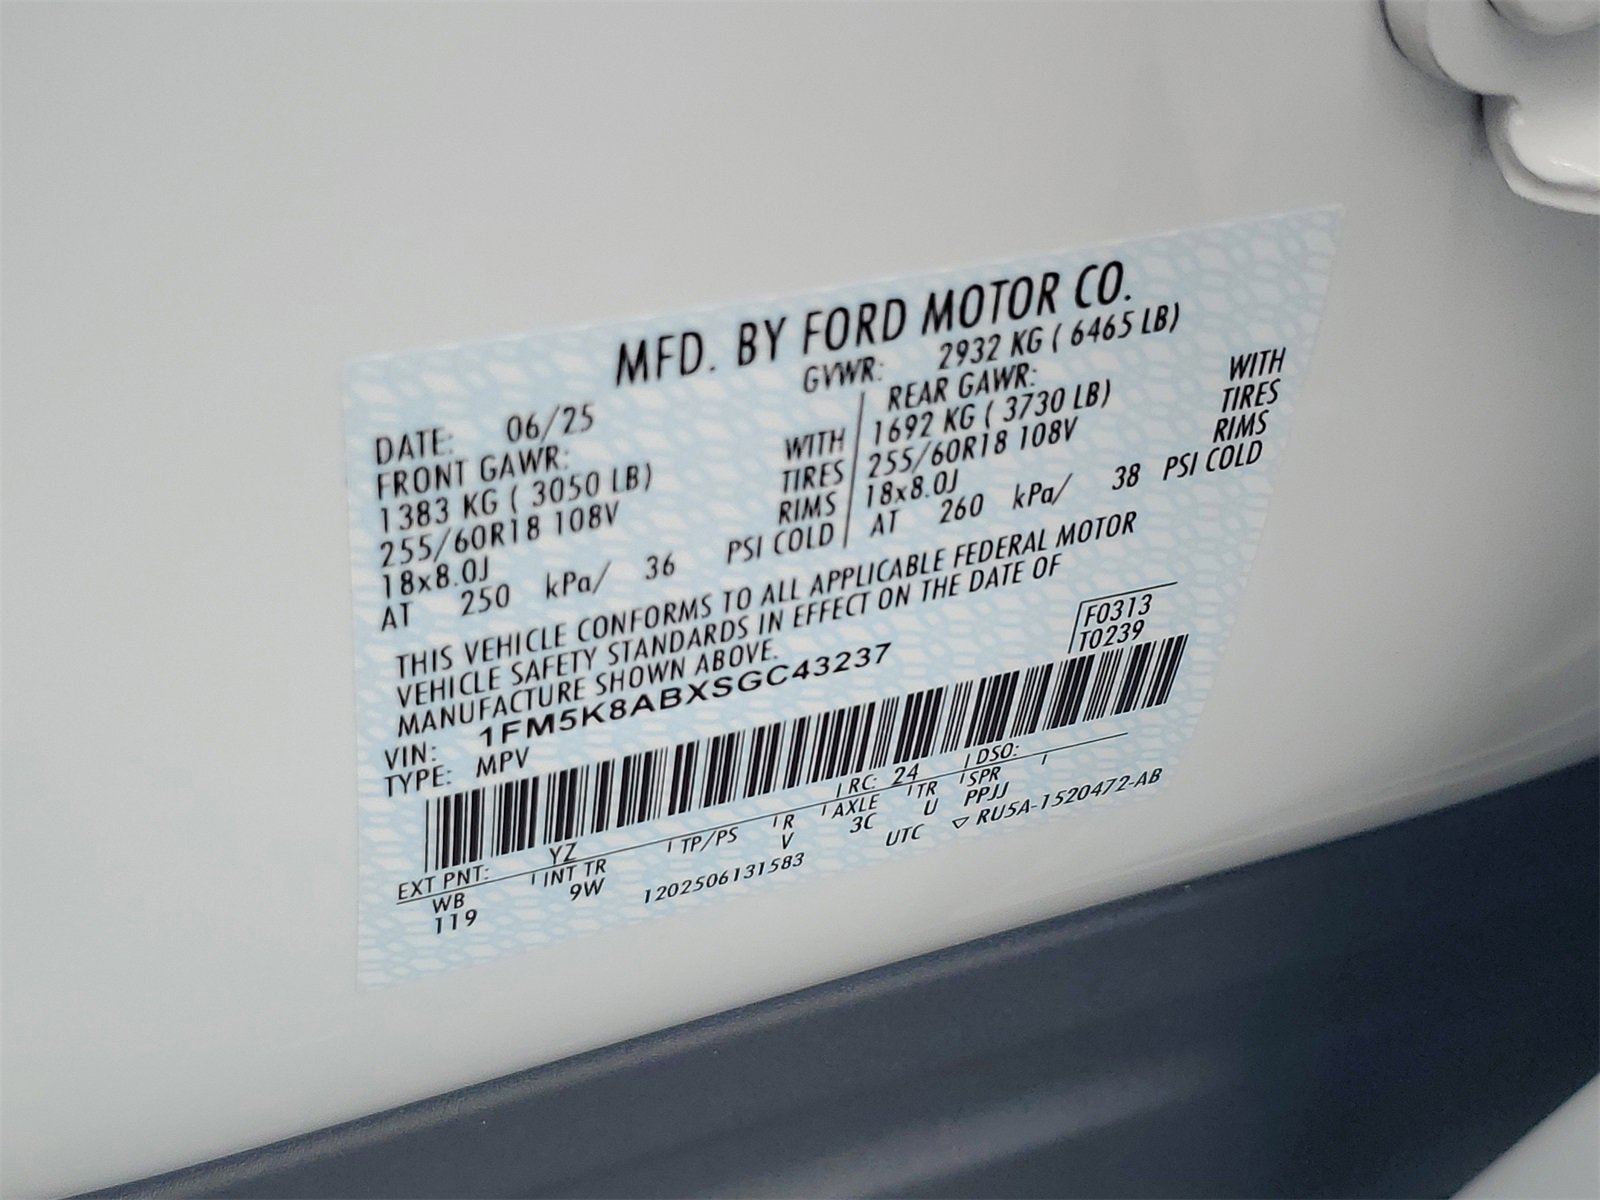 MFD. BY FORD MOTOR CO.
DATE: 06/25 GVWR: 2932 KG ( 6465 LB)
FRONT GAWR: REAR GAWR:
1383 KG ( 3050 LB) WITH 1692 KG ( 3730 LB) WITH
255/60R18 108V TIRES 255/60R18 108V TIRES
18x8.0J RIMS 18x8.0J RIMS
AT 250 kPa/ 36 PSI COLD AT 260 kPa/ 38 PSI COLD
THIS VEHICLE CONFORMS TO ALL APPLICABLE FEDERAL MOTOR
VEHICLE SAFETY STANDARDS IN EFFECT ON THE DATE OF
MANUFACTURE SHOWN ABOVE.
F0313
T0239
VIN: 1FM5K8ABXSGC43237
TYPE: MPV
EXT PNT: YZ RC: 24 DSO:
WB INT TR TP/PS R AXLE TR SPR
119 9W V 3C U PPJJ
1202506131583 UTC ▽ RU5A-1520472-AB